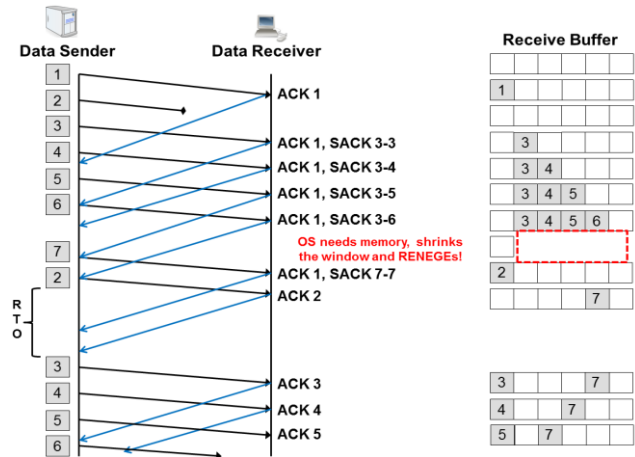 Data Sender
Data Receiver
Receive Buffer
1
2
3
4
5
6
7
2
R
T
O
3
4
5
6
ACK 1
ACK 1, SACK 3-3
ACK 1, SACK 3-4
ACK 1, SACK 3-5
ACK 1, SACK 3-6
OS needs memory, shrinks
the window and RENEGEs!
ACK 1, SACK 7-7
ACK 2
ACK 3
ACK 4
ACK 5
1
3
3 4
3 4 5
3 4 5 6
2
7
3 7
4 7
5 7